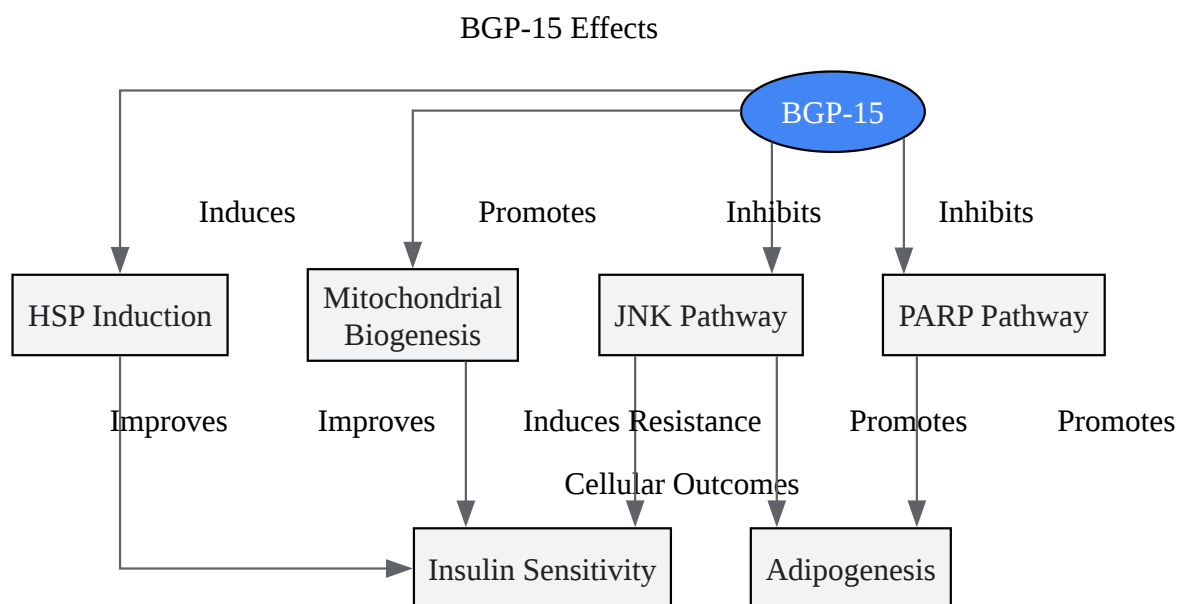 BGP-15 Effects
BGP-15
Induces
Promotes
Inhibits
Inhibits
HSP Induction
Mitochondrial
Biogenesis
JNK Pathway
PARP Pathway
Improves
Improves
Induces Resistance
Promotes
Promotes
Cellular Outcomes
Insulin Sensitivity
Adipogenesis